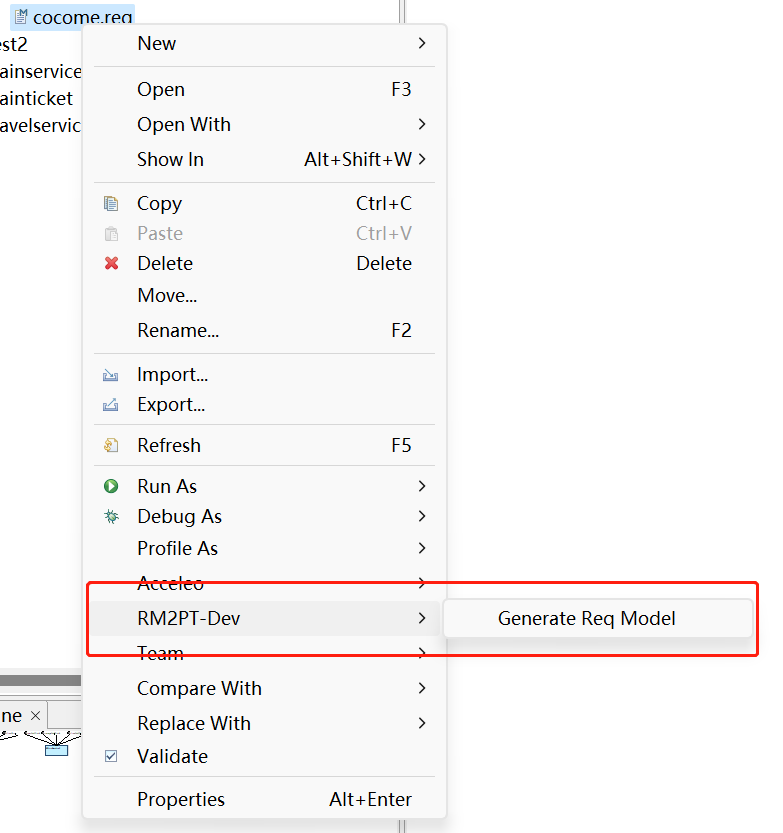 cocome.req
est2
ainservice
ainticket
avelservic
New
Open F3
Open With
Show In Alt+Shift+W
Copy Ctrl+C
Paste Ctrl+V
Delete Delete
Move...
Rename... F2
Import...
Export...
Refresh F5
Run As
Debug As
Profile As
Acceleo
RM2PT-Dev Generate Req Model
Team
Compare With
Replace With
Validate
Properties Alt+Enter
ne